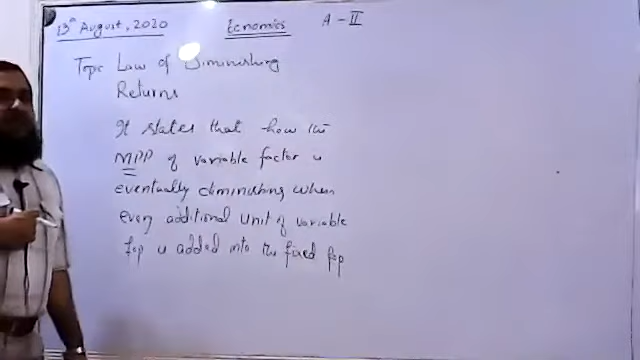 13th August, 2020 Economics A-II
Topic Law of Diminishing
Returns
It states that how the
MPP of variable factor is
eventually diminishing when
every additional unit of variable
fop is added into the fixed fop